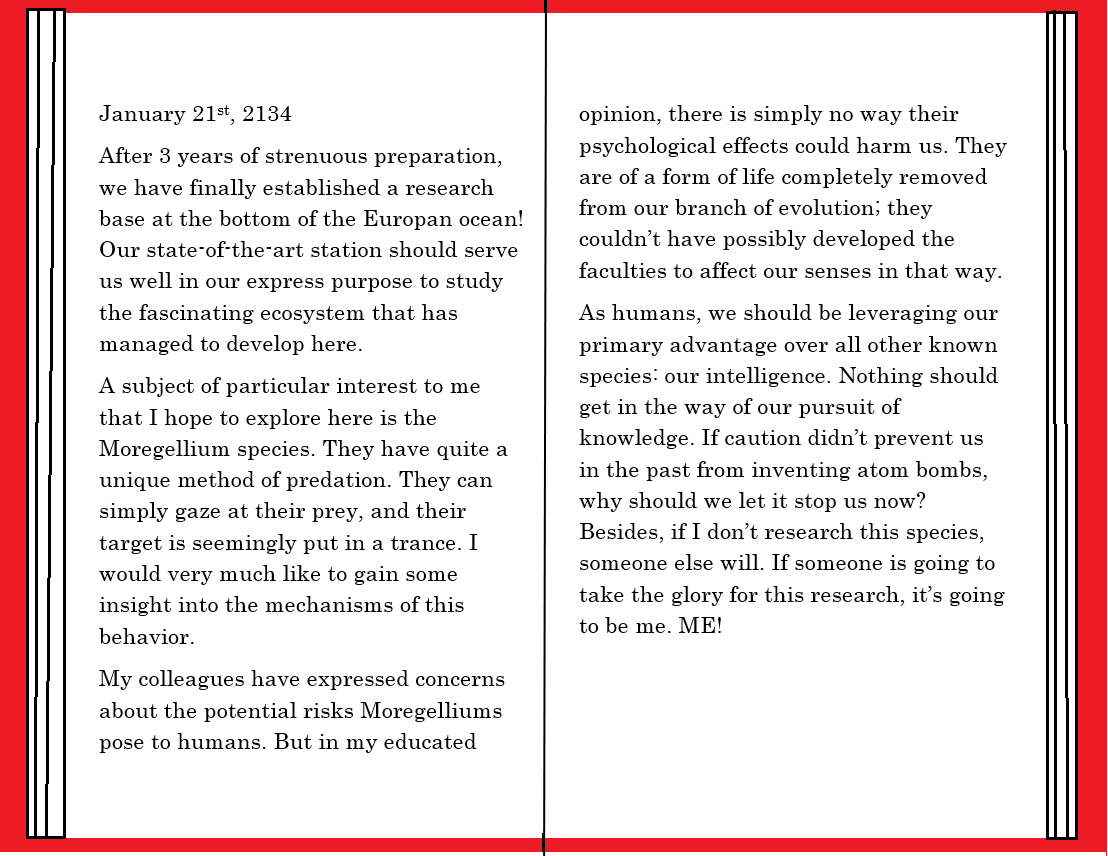 January 21st, 2134
After 3 years of strenuous preparation,
we have finally established a research
base at the bottom of the Europan ocean!
Our state-of-the-art station should serve
us well in our express purpose to study
the fascinating ecosystem that has
managed to develop here.
A subject of particular interest to me
that I hope to explore here is the
Moregellium species. They have quite a
unique method of predation. They can
simply gaze at their prey, and their
target is seemingly put in a trance. I
would very much like to gain some
insight into the mechanisms of this
behavior.
My colleagues have expressed concerns
about the potential risks Moregelliums
pose to humans. But in my educated
opinion, there is simply no way their
psychological effects could harm us. They
are of a form of life completely removed
from our branch of evolution; they
couldn’t have possibly developed the
faculties to affect our senses in that way.
As humans, we should be leveraging our
primary advantage over all other known
species: our intelligence. Nothing should
get in the way of our pursuit of
knowledge. If caution didn’t prevent us
in the past from inventing atom bombs,
why should we let it stop us now?
Besides, if I don’t research this species,
someone else will. If someone is going to
take the glory for this research, it’s going
to be me. ME!